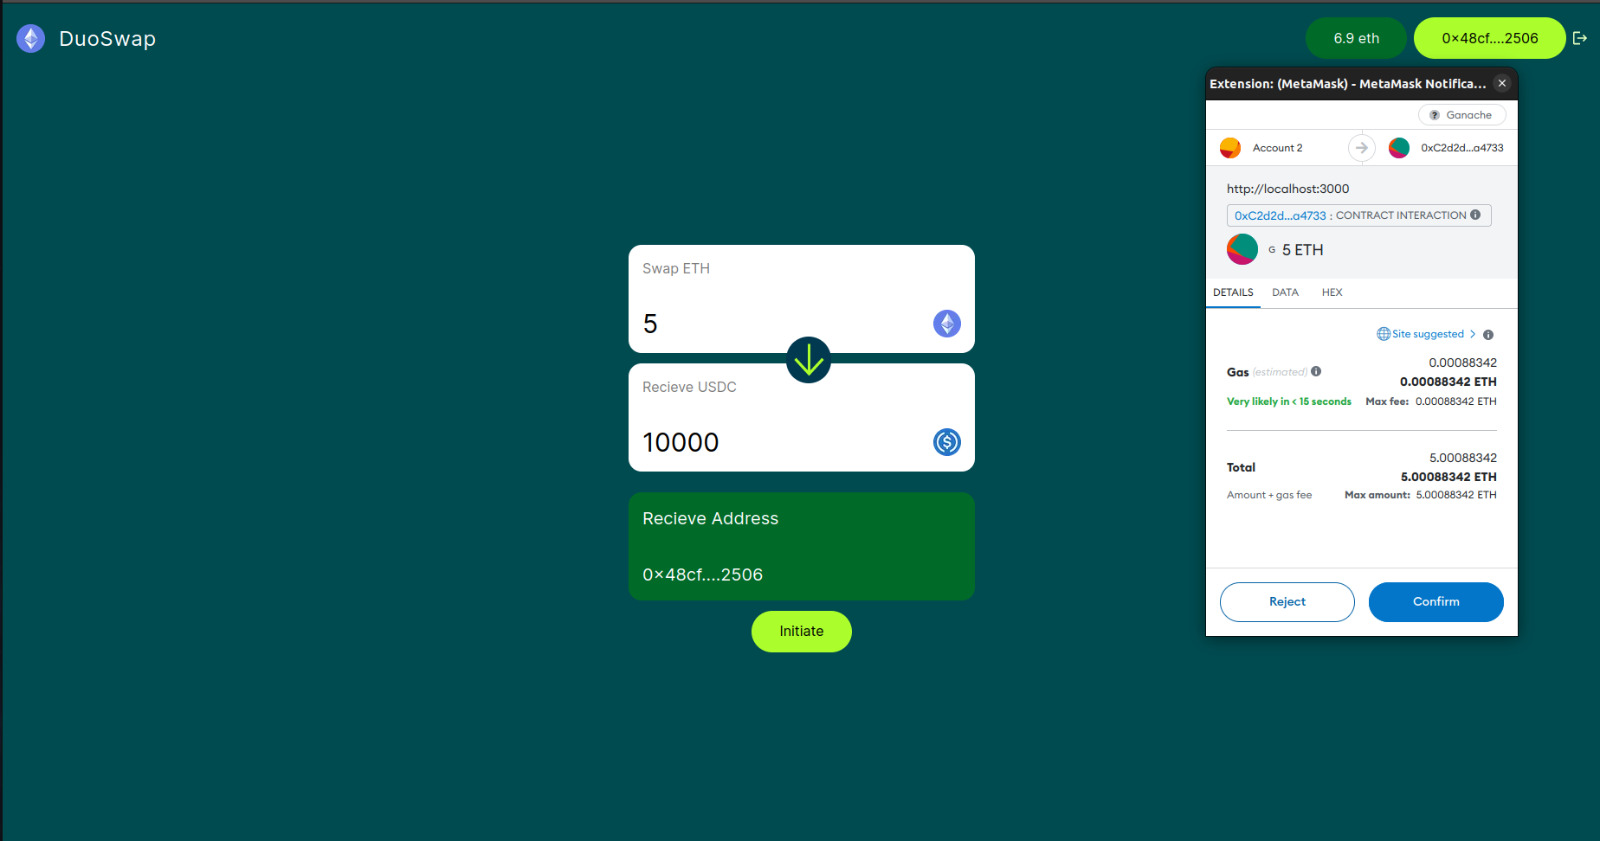 DuoSwap
6.9 eth
0×48cf....2506
Extension: (MetaMask) - MetaMask Notifica...
Ganache
Account 2
0xC2d2d...a4733
http://localhost:3000
0xC2d2d...a4733 : CONTRACT INTERACTION
G 5 ETH
DETAILS DATA HEX
Site suggested >
0.00088342
Gas (estimated)
0.00088342 ETH
Very likely in < 15 seconds Max fee: 0.00088342 ETH
5.00088342
Total
5.00088342 ETH
Amount + gas fee Max amount: 5.00088342 ETH
Reject
Confirm
Swap ETH
5
Recieve USDC
10000
Recieve Address
0×48cf....2506
Initiate